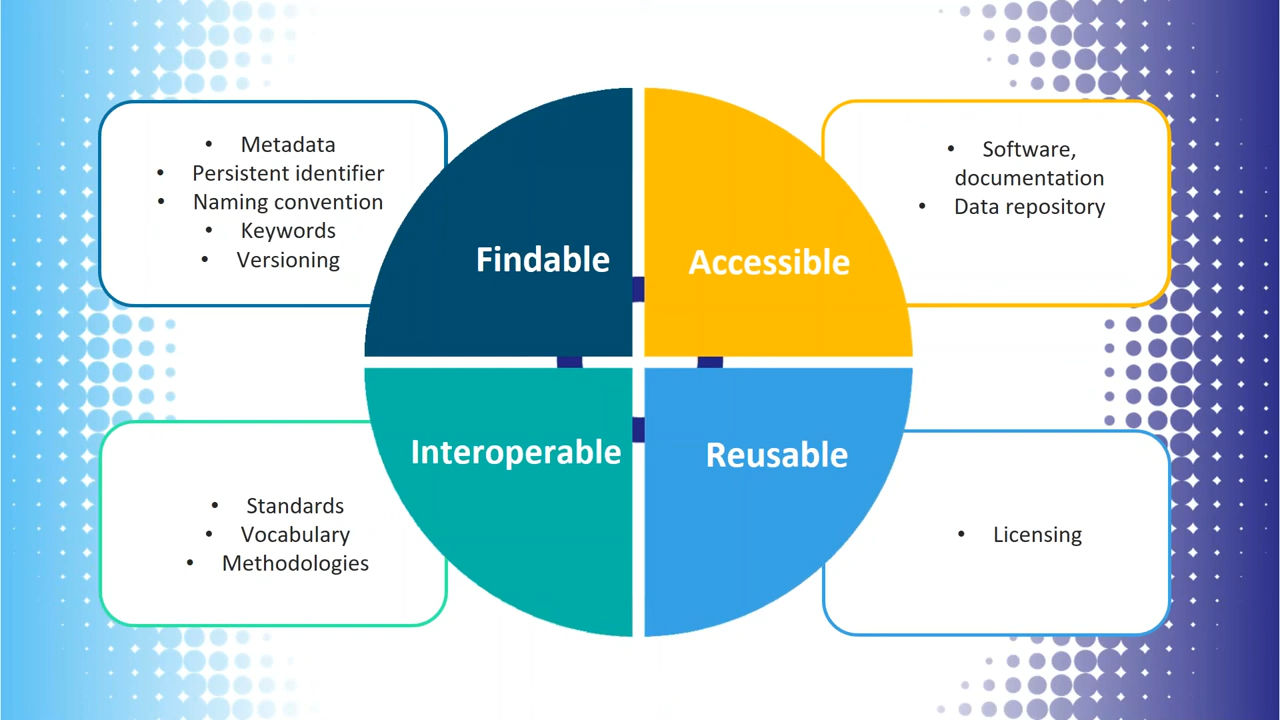 • Metadata
• Persistent identifier
• Naming convention
• Keywords
• Versioning
Findable
Accessible
• Software,
documentation
• Data repository
Interoperable
• Standards
• Vocabulary
• Methodologies
Reusable
• Licensing